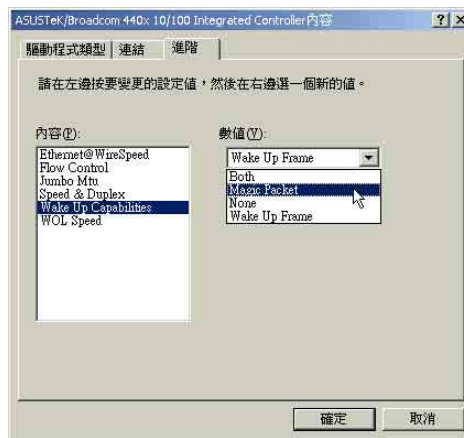 ASUSTeK/Broadcom 440x 10/100 Integrated Controller內容
驅動程式類型 連結 進階
請在左邊按要變更的設定值，然後在右邊選一個新的值。
內容(P):
Ethernet@WireSpeed
Flow Control
Jumbo Mtu
Speed & Duplex
Wake Up Capabilities
WOL Speed
數值(V):
Wake Up Frame
Both
Magic Packet
None
Wake Up Frame
確定 取消